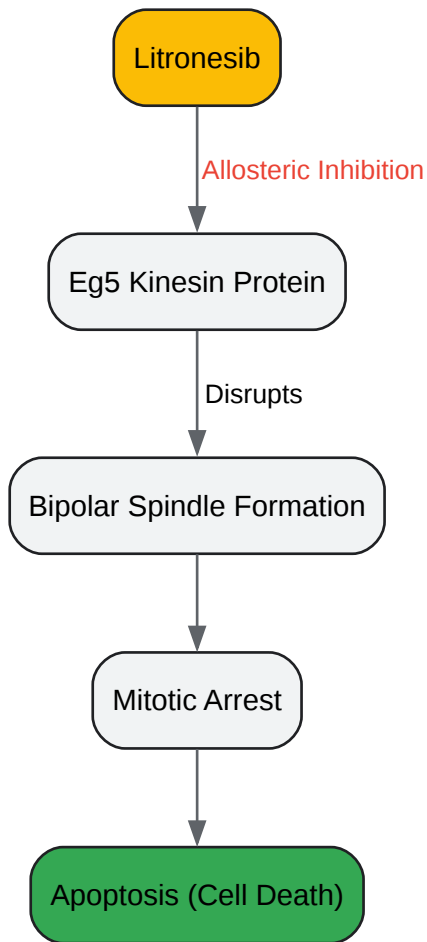 Litronesib
Allosteric Inhibition
Eg5 Kinesin Protein
Disrupts
Bipolar Spindle Formation
Mitotic Arrest
Apoptosis (Cell Death)